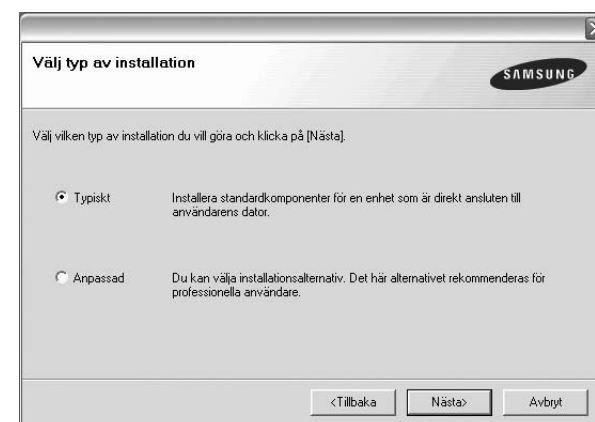 Välj typ av installation
SAMSUNG
Välj vilken typ av installation du vill göra och klicka på [Nästa].
Typiskt
Installera standardkomponenter för en enhet som är direkt ansluten till
användarens dator.
Anpassad
Du kan välja installationsalternativ. Det här alternativet rekommenderas för
professionella användare.
<Tillbaka
Nästa>
Avbryt